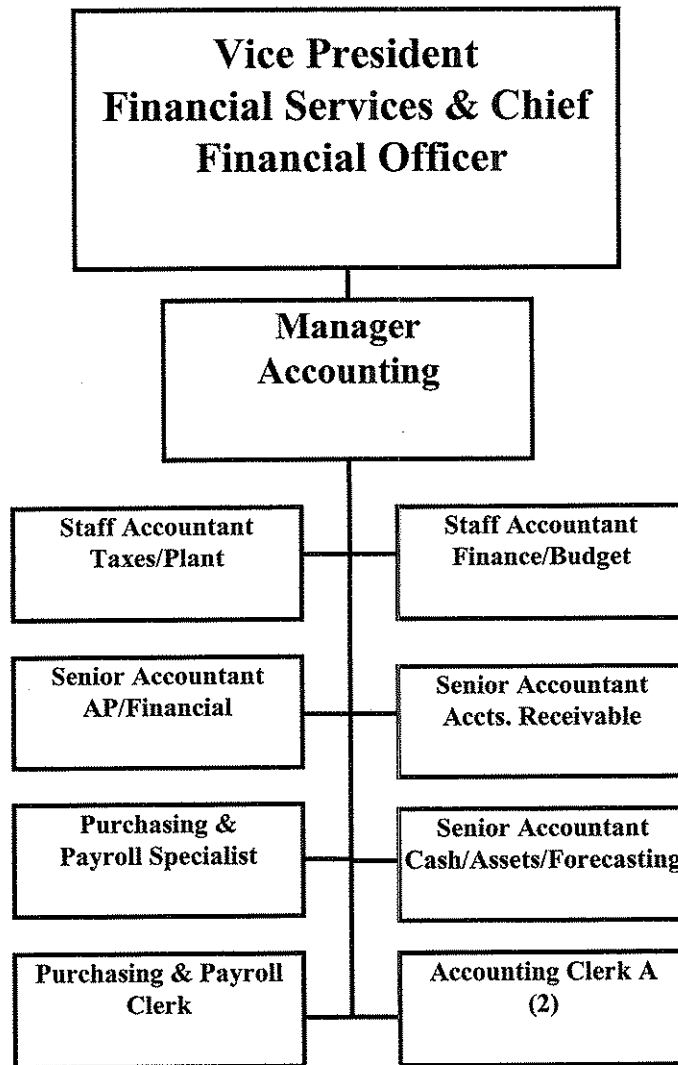 Vice President
Financial Services & Chief
Financial Officer
Manager
Accounting
Staff Accountant
Taxes/Plant
Staff Accountant
Finance/Budget
Senior Accountant
AP/Financial
Senior Accountant
Accts. Receivable
Purchasing &
Payroll Specialist
Senior Accountant
Cash/Assets/Forecasting
Purchasing & Payroll
Clerk
Accounting Clerk A
(2)